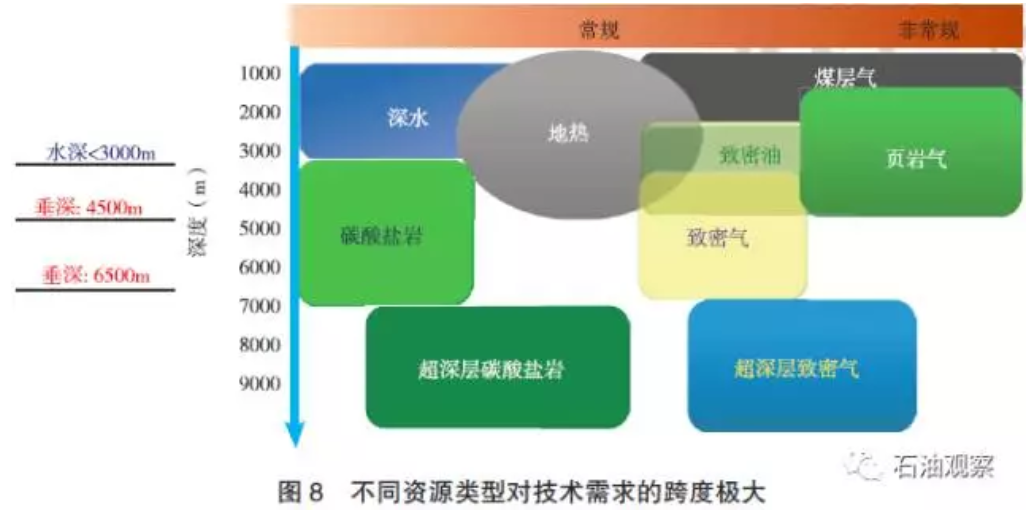 常规 非常规
1000
2000
3000
4000
5000
6000
7000
8000
9000
深度（m）
水深<3000m
垂深: 4500m
垂深: 6500m
深水
地热
煤层气
致密油
页岩气
碳酸盐岩
致密气
超深层碳酸盐岩
超深层致密气
石油观察
图 8 不同资源类型对技术需求的跨度极大